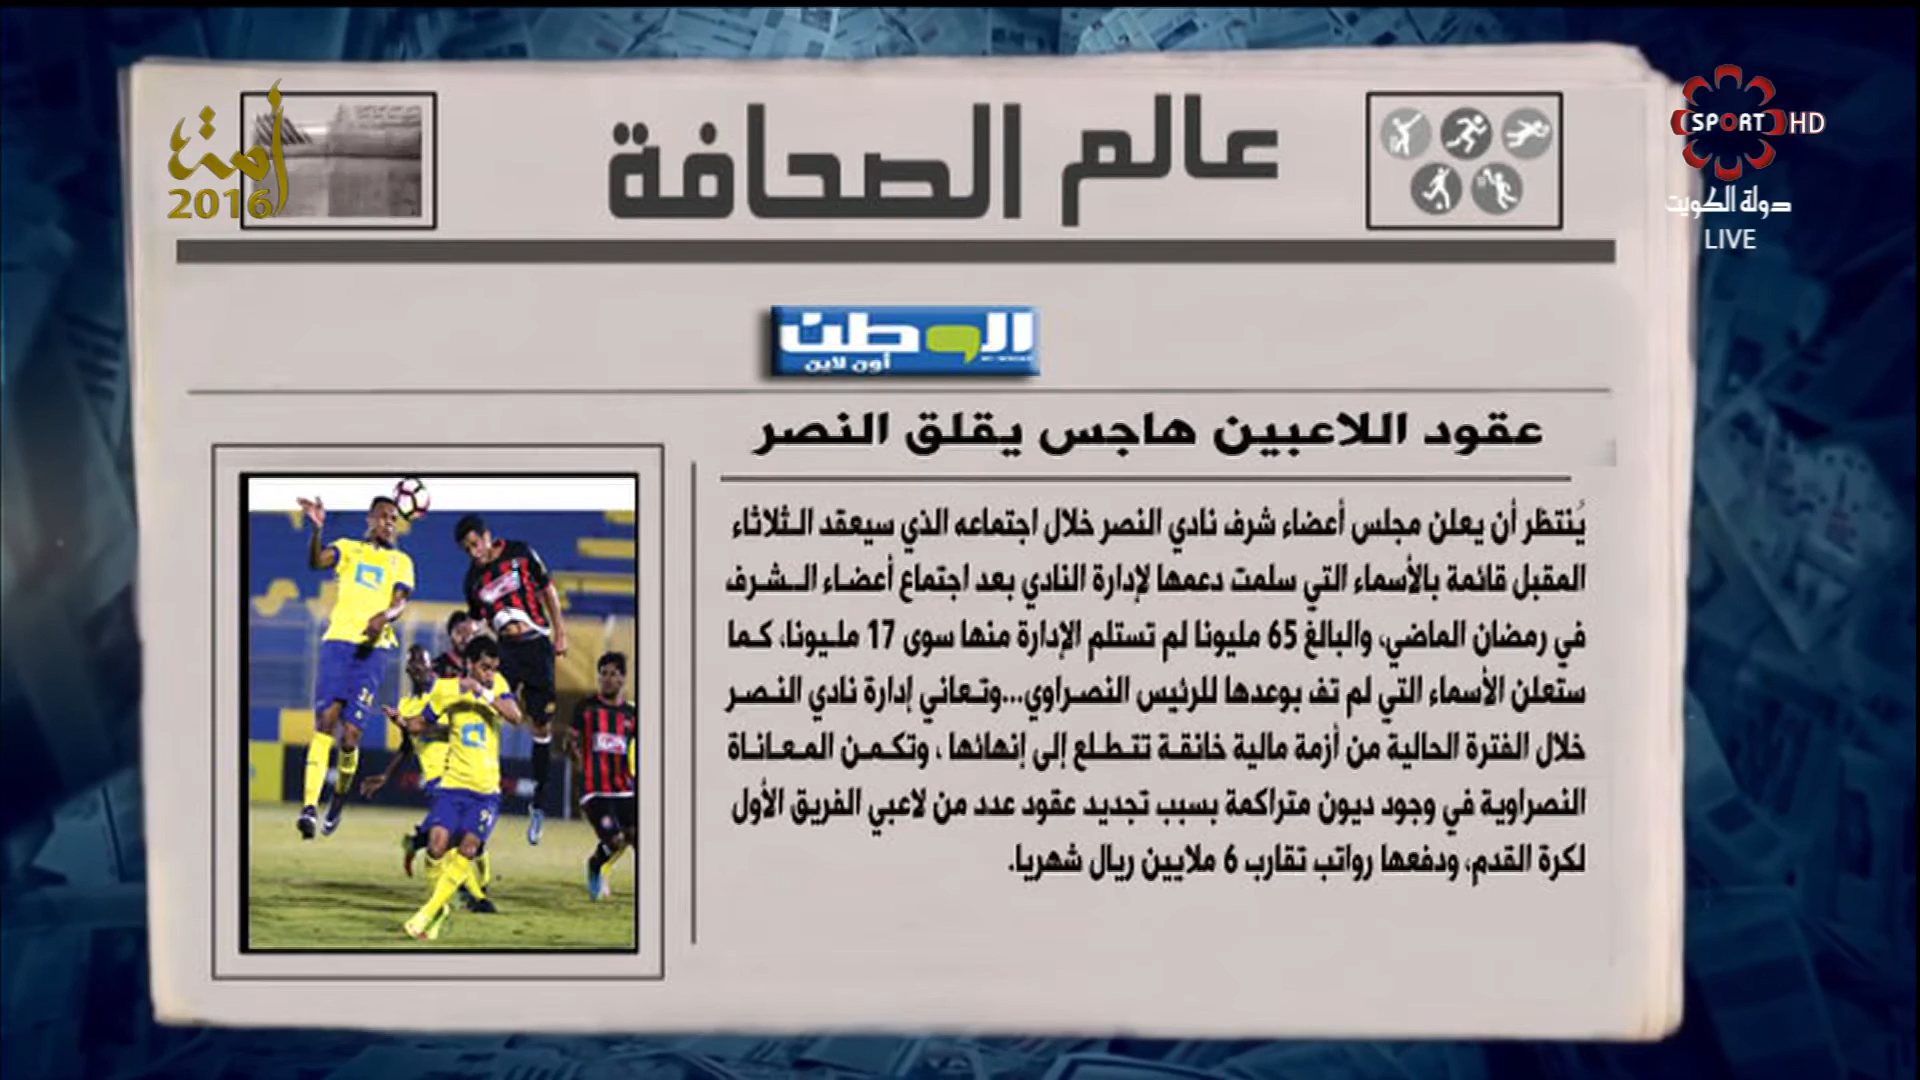 أمة
2016
عالم الصحافة
SPORT HD
دولة الكويت
LIVE
الوطن
أون لاين
عقود اللاعبين هاجس يقلق النصر
يُنتظر أن يعلن مجلس أعضاء شرف نادي النصر خلال اجتماعه الذي سيعقد الثلاثاء
المقبل قائمة بالأسماء التي سلمت دعمها لإدارة النادي بعد اجتماع أعضاء الشرف
في رمضان الماضي، والبالغ 65 مليونا لم تستلم الإدارة منها سوى 17 مليونا، كما
ستعلن الأسماء التي لم تف بوعدها للرئيس النصراوي...وتعاني إدارة نادي النصر
خلال الفترة الحالية من أزمة مالية خانقة تتطلع إلى إنهائها ، وتكمن المعاناة
النصراوية في وجود ديون متراكمة بسبب تجديد عقود عدد من لاعبي الفريق الأول
لكرة القدم، ودفعها رواتب تقارب 6 ملايين ريال شهريا.